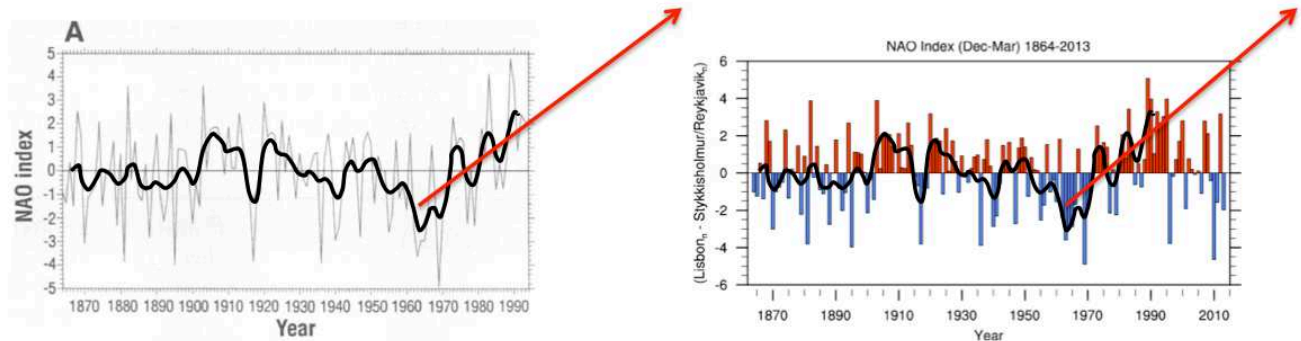 A
NAO index
5
4
3
2
1
0
-1
-2
-3
-4
-5
1870 1880 1890 1900 1910 1920 1930 1940 1950 1960 1970 1980 1990
Year
NAO Index (Dec-Mar) 1864-2013
(Lisbonn - Stykkisholmur/Reykjavikn)
6
4
2
0
-2
-4
-6
1870 1890 1910 1930 1950 1970 1990 2010
Year